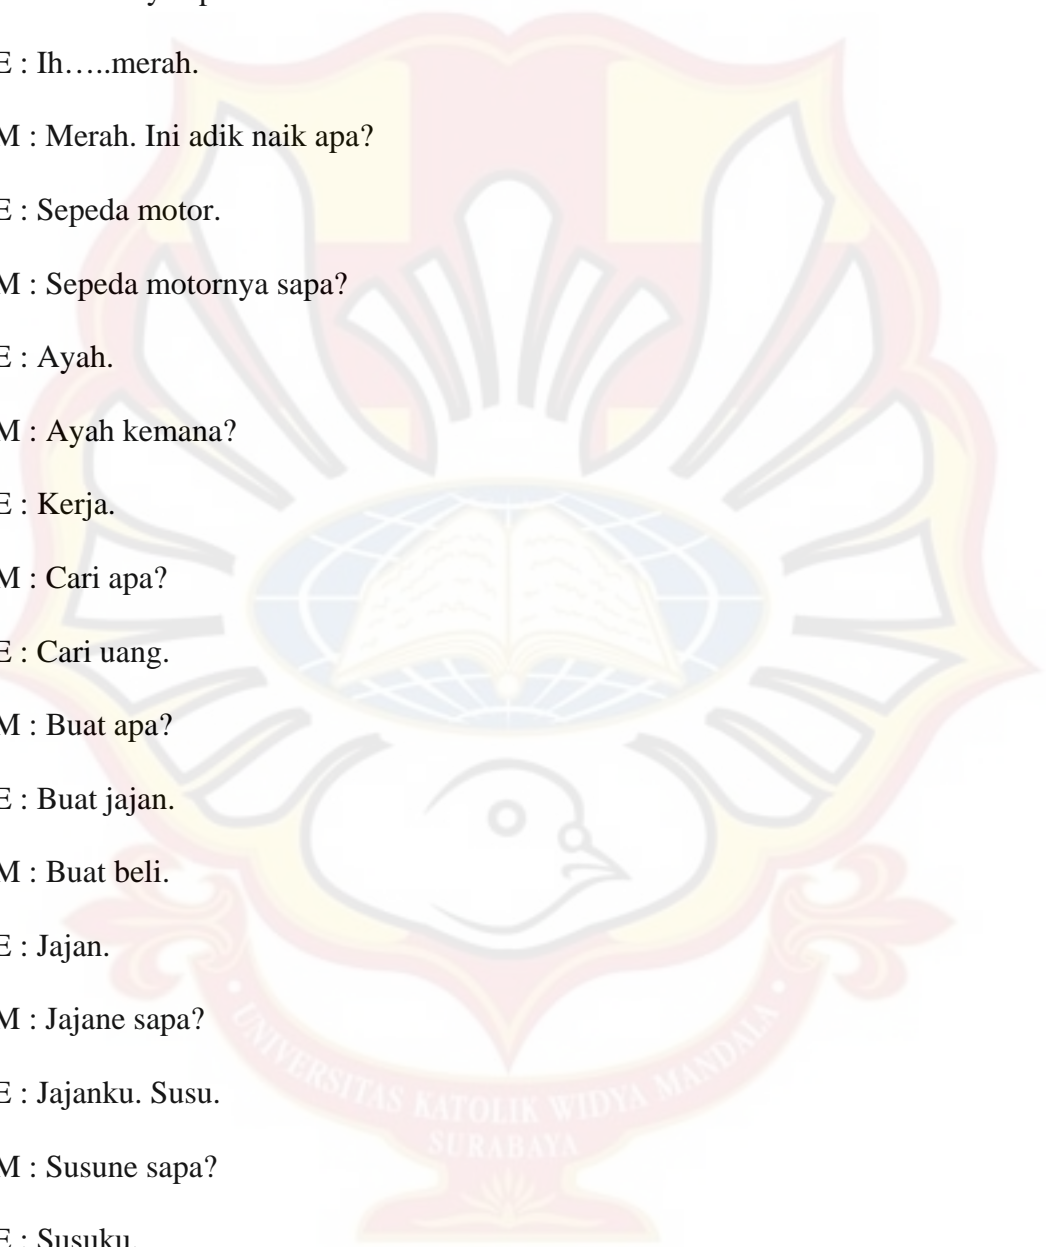 E : Ih…..merah.
M : Merah. Ini adik naik apa?
E : Sepeda motor.
M : Sepeda motornya sapa?
E : Ayah.
M : Ayah kemana?
E : Kerja.
M : Cari apa?
E : Cari uang.
M : Buat apa?
E : Buat jajan.
M : Buat beli.
E : Jajan.
M : Jajane sapa?
E : Jajanku. Susu.
M : Susune sapa?
E : Susuku.
UNIVERSITAS KATOLIK WIDYA MANDALA
SURABAYA